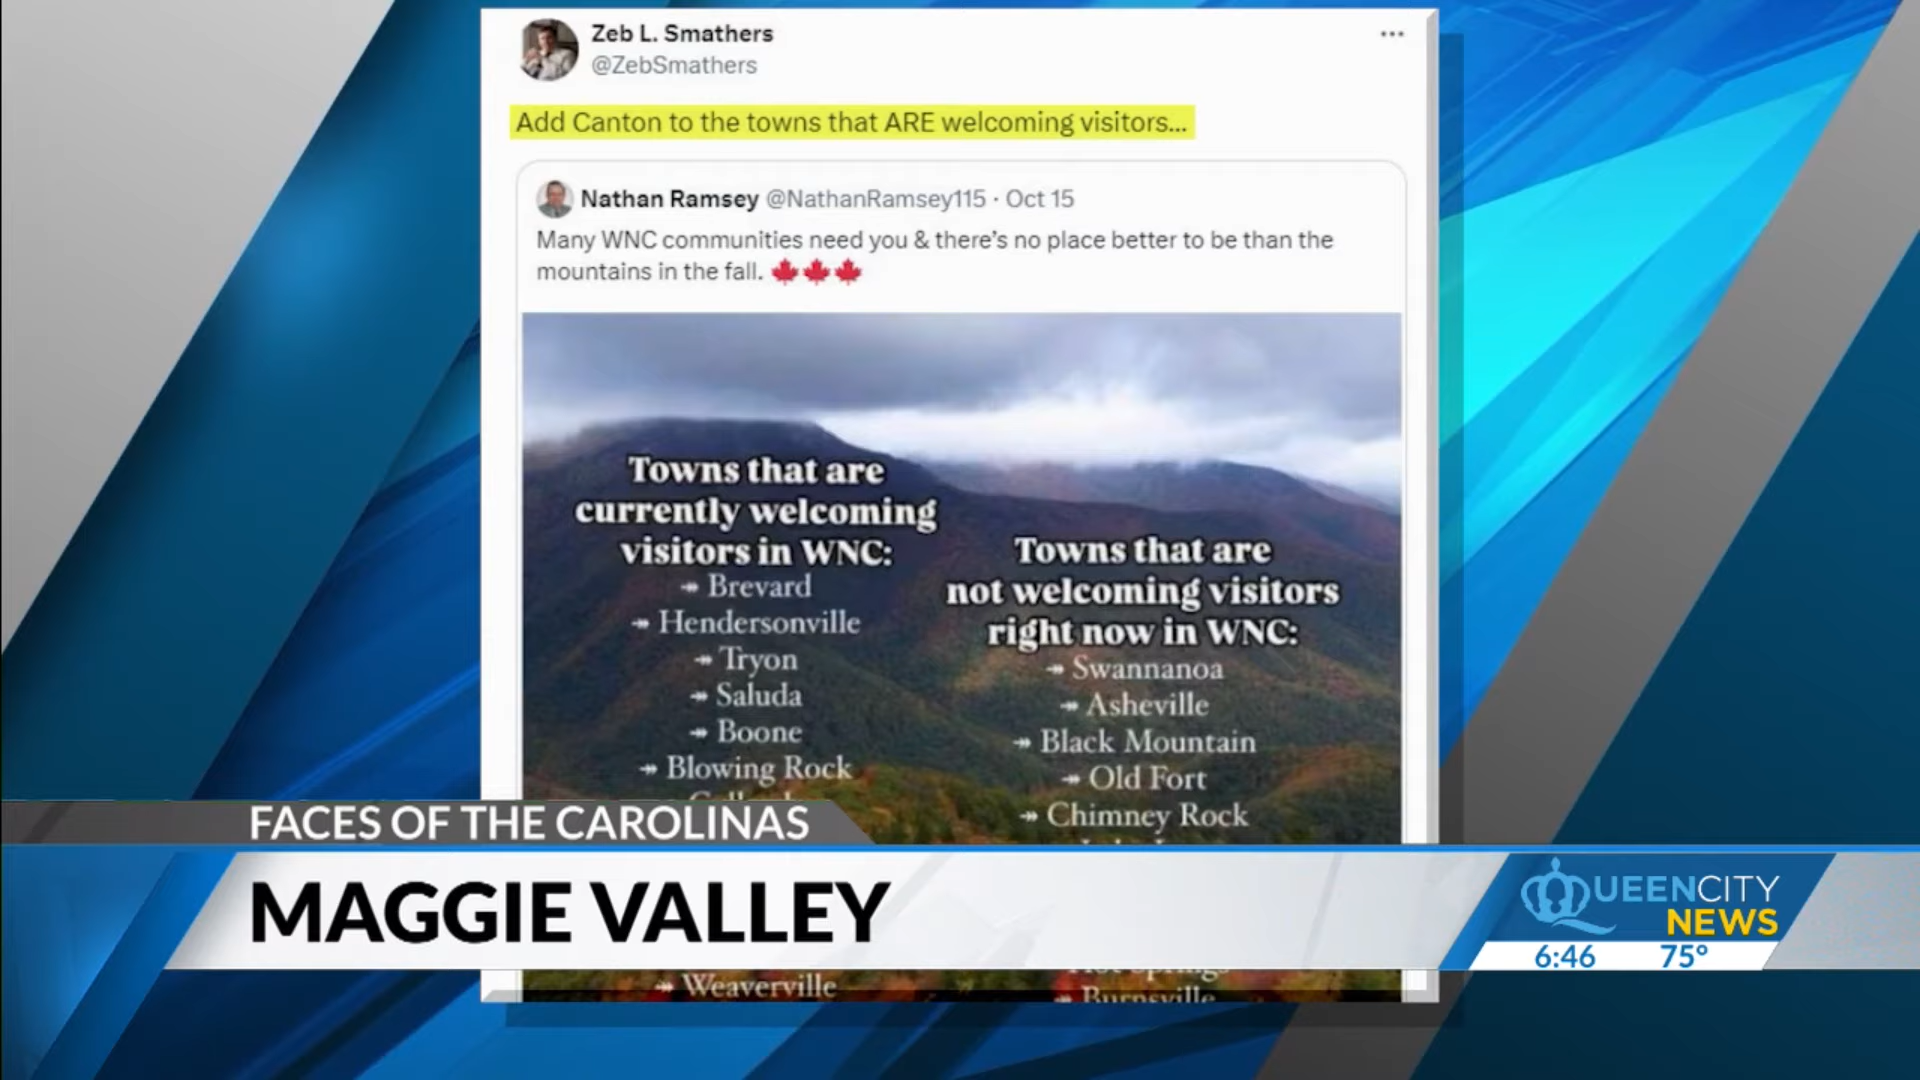 Zeb L. Smathers
@ZebSmathers
Add Canton to the towns that ARE welcoming visitors...
Nathan Ramsey @NathanRamsey115 · Oct 15
Many WNC communities need you & there's no place better to be than the
mountains in the fall. 🍁🍁🍁
Towns that are
currently welcoming
visitors in WNC:
↠ Brevard
↠ Hendersonville
↠ Tryon
↠ Saluda
↠ Boone
↠ Blowing Rock
↠ Weaverville
Towns that are
not welcoming visitors
right now in WNC:
↠ Swannanoa
↠ Asheville
↠ Black Mountain
↠ Old Fort
↠ Chimney Rock
Hot Springs
↠ Burnsville
FACES OF THE CAROLINAS
MAGGIE VALLEY
QUEENCITY
NEWS
6:46 75°